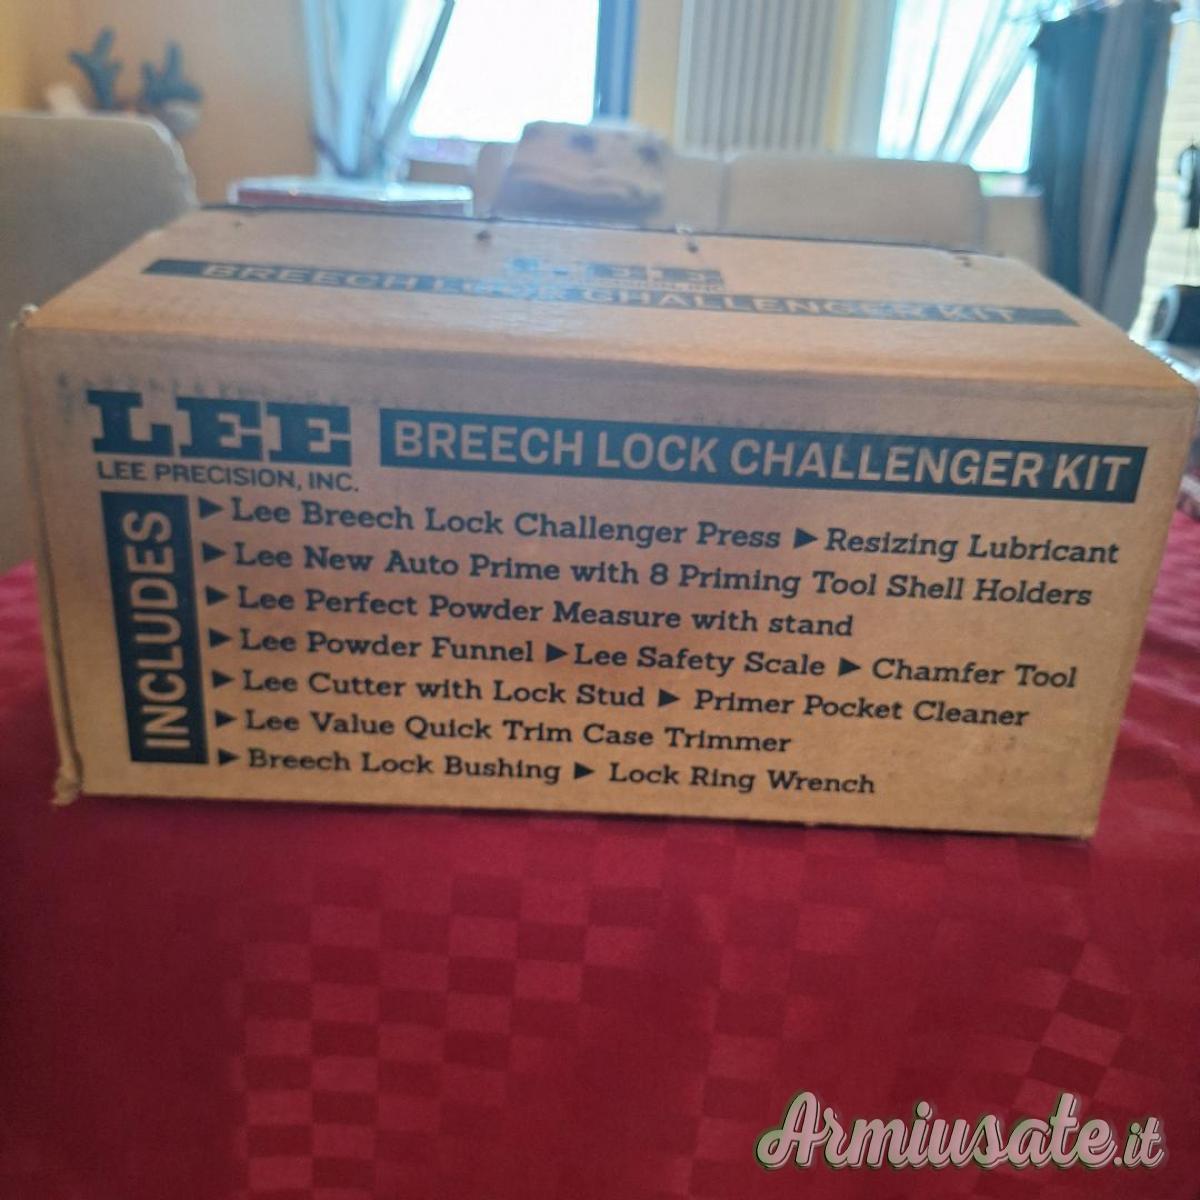 LEE
BREECH LOCK CHALLENGER KIT
LEE
LEE PRECISION, INC.
BREECH LOCK CHALLENGER KIT
INCLUDES
▶ Lee Breech Lock Challenger Press ▶ Resizing Lubricant
▶ Lee New Auto Prime with 8 Priming Tool Shell Holders
▶ Lee Perfect Powder Measure with stand
▶ Lee Powder Funnel ▶ Lee Safety Scale ▶ Chamfer Tool
▶ Lee Cutter with Lock Stud ▶ Primer Pocket Cleaner
▶ Lee Value Quick Trim Case Trimmer
▶ Breech Lock Bushing ▶ Lock Ring Wrench
Armiusate.it